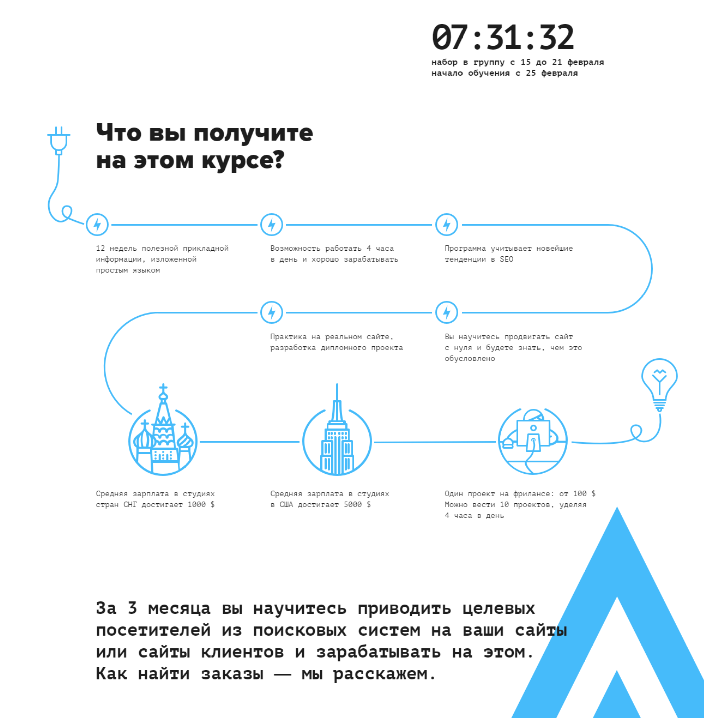 07:31:32
набор в группу с 15 до 21 февраля
начало обучения с 25 февраля
Что вы получите
на этом курсе?
12 недель полезной прикладной
информации, изложенной
простым языком
Возможность работать 4 часа
в день и хорошо зарабатывать
Программа учитывает новейшие
тенденции в SEO
Практика на реальном сайте,
разработка дипломного проекта
Вы научитесь продвигать сайт
с нуля и будете знать, чем это
обусловлено
Средняя зарплата в студиях
стран СНГ достигает 1000 $
Средняя зарплата в студиях
в США достигает 5000 $
Один проект на фрилансе: от 100 $
Можно вести 10 проектов, уделяя
4 часа в день
За 3 месяца вы научитесь приводить целевых
посетителей из поисковых систем на ваши сайты
или сайты клиентов и зарабатывать на этом.
Как найти заказы — мы расскажем.